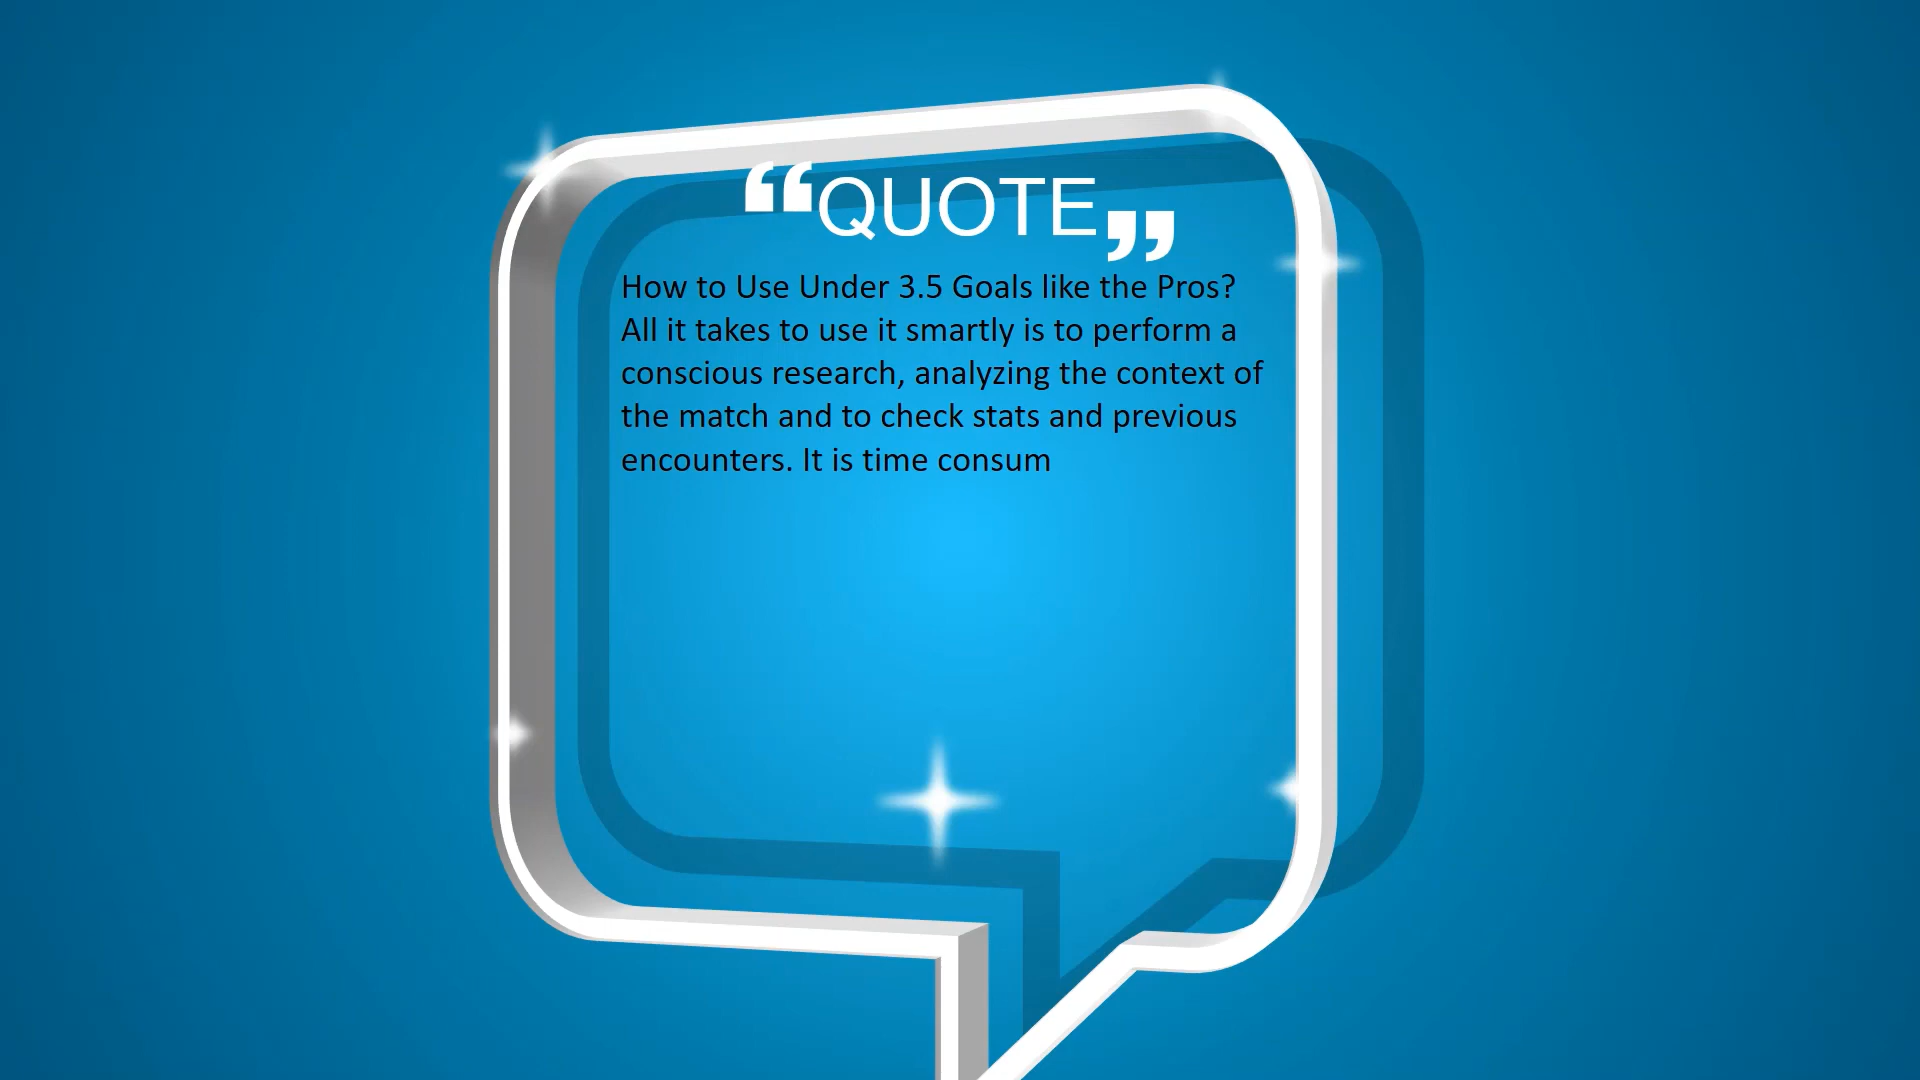 “QUOTE”
How to Use Under 3.5 Goals like the Pros?
All it takes to use it smartly is to perform a
conscious research, analyzing the context of
the match and to check stats and previous
encounters. It is time consum